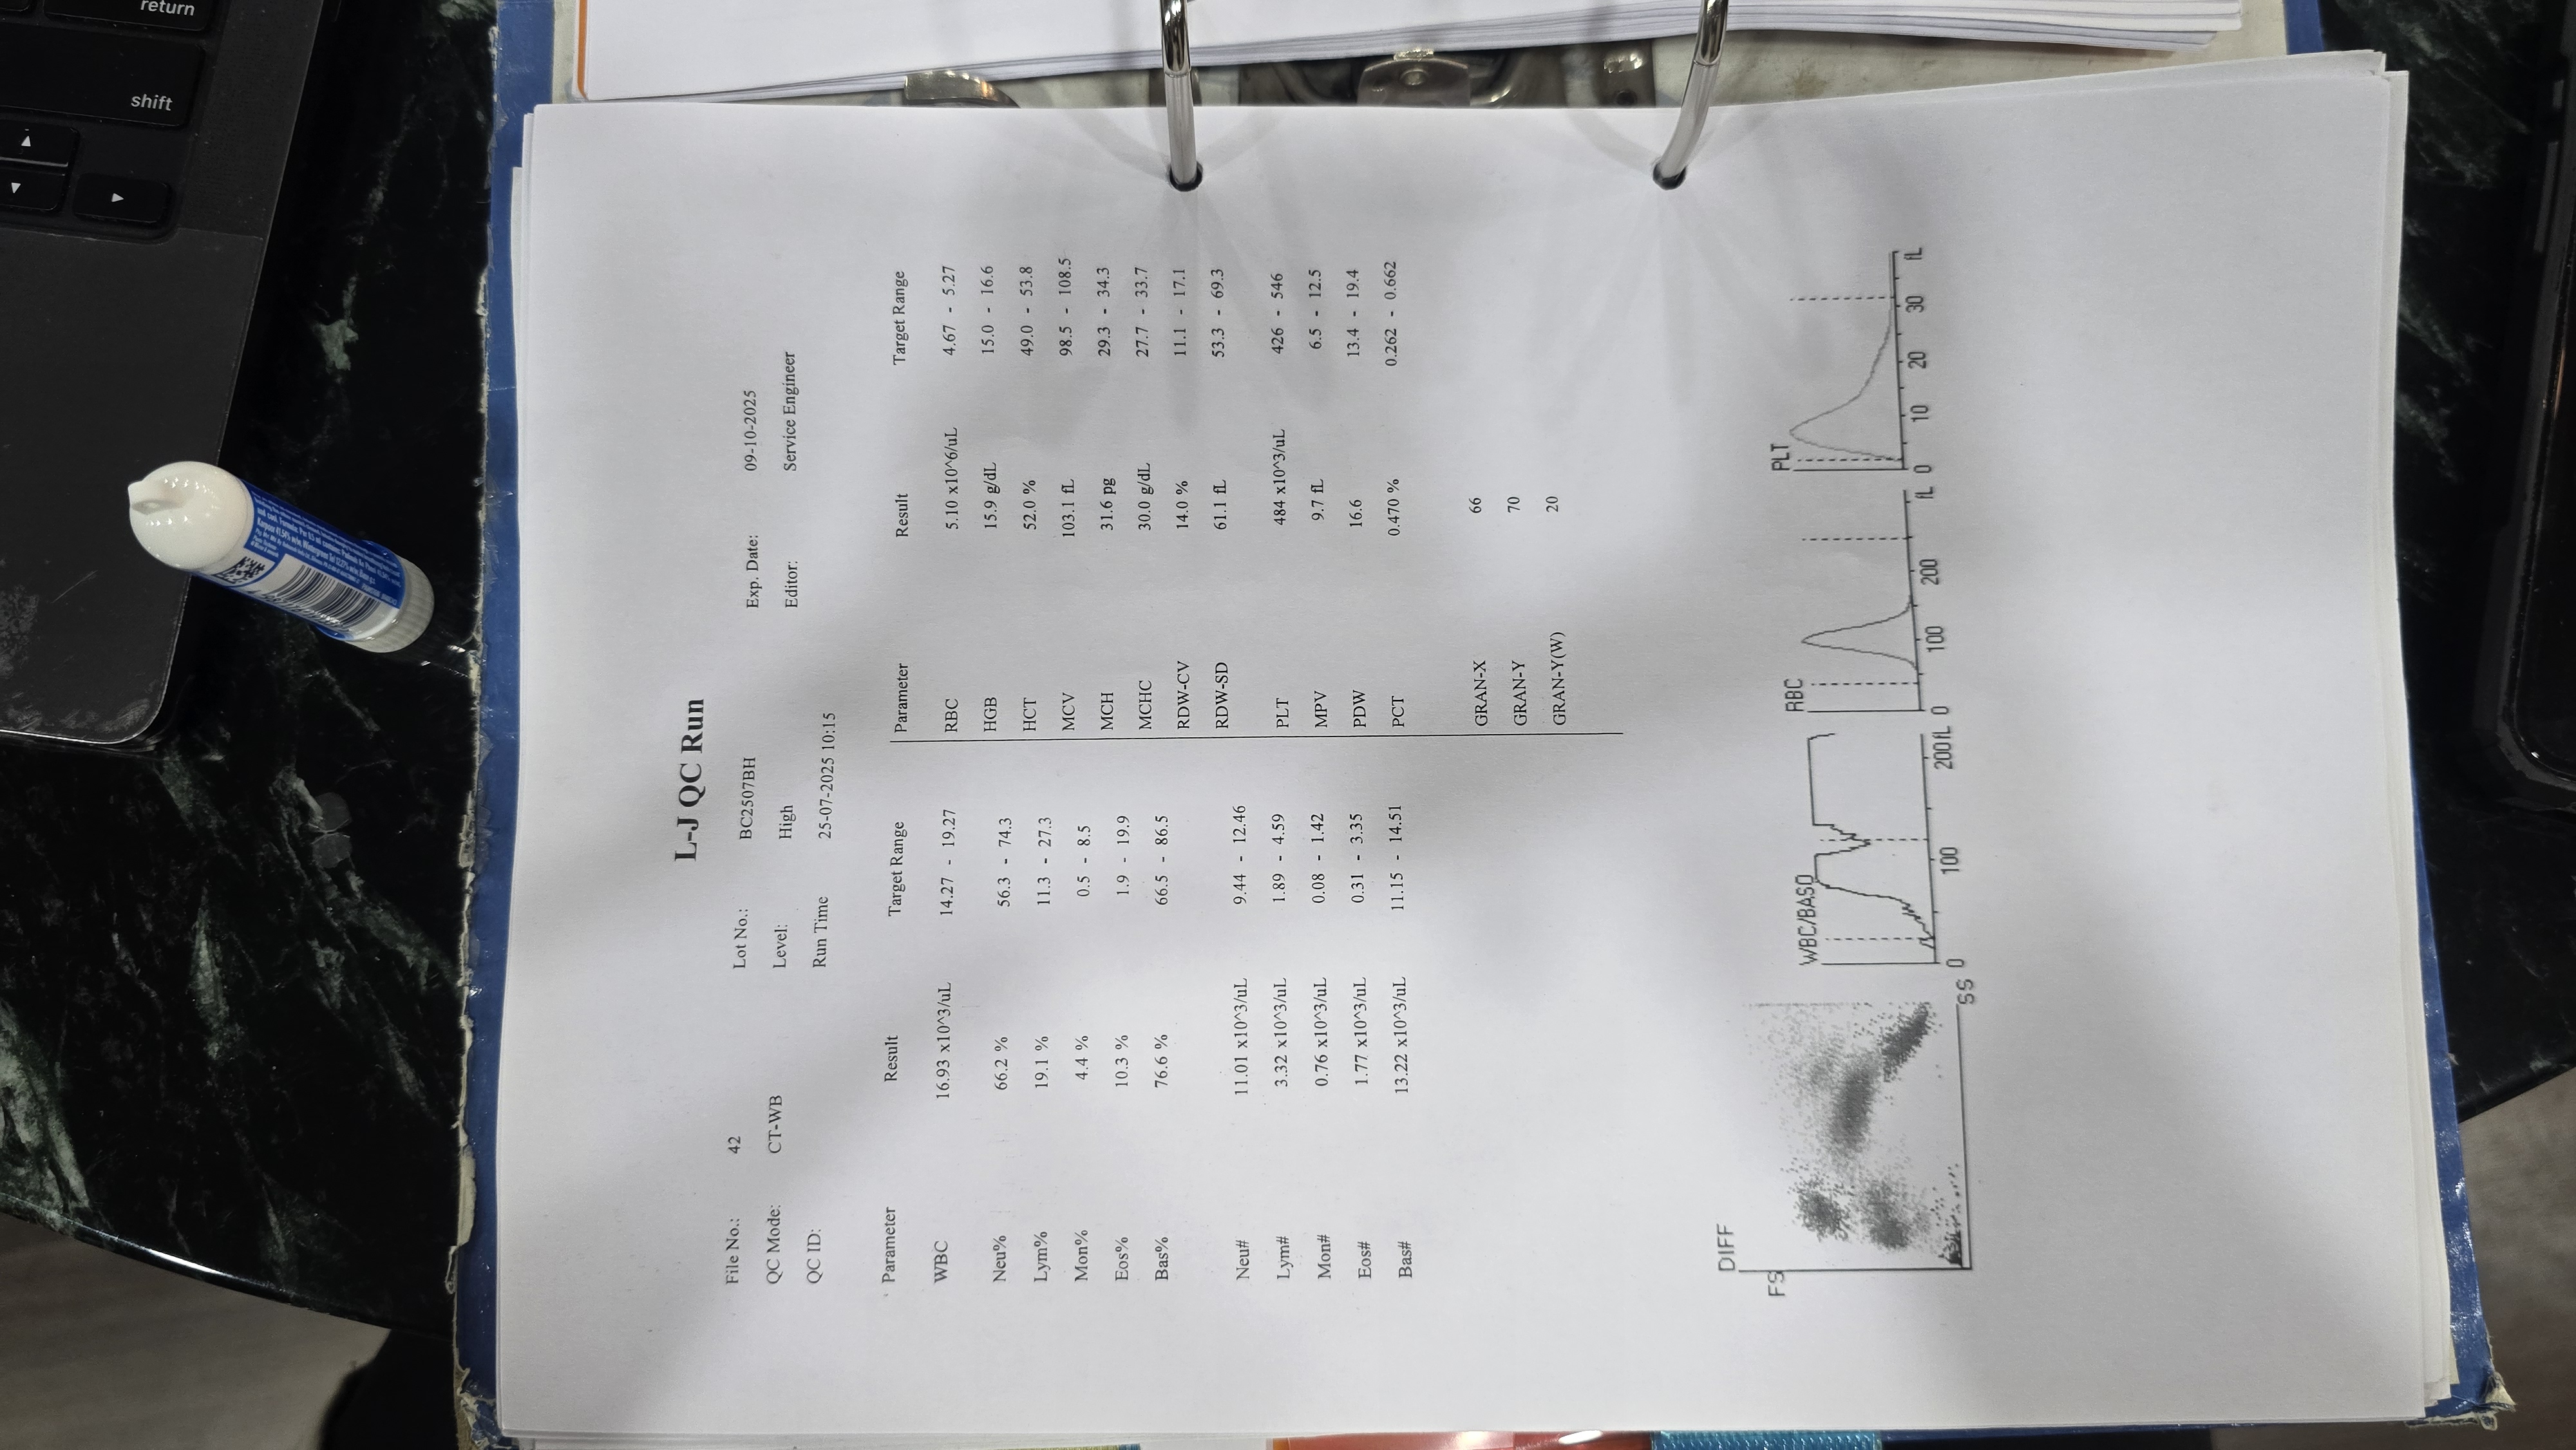 shift
return
L-J QC Run
File No.: 42 Lot No.: BC2507BH Exp. Date: 09-10-2025
QC Mode: CT-WB Level: High Editor: Service Engineer
QC ID: Run Time 25-07-2025 10:15
Parameter Result Target Range Parameter Result Target Range
WBC 16.93 x10^3/uL 14.27 - 19.27 RBC 5.10 x10^6/uL 4.67 - 5.27
Neu% 66.2 % 56.3 - 74.3 HGB 15.9 g/dL 15.0 - 16.6
Lym% 19.1 % 11.3 - 27.3 HCT 52.0 % 49.0 - 53.8
Mon% 4.4 % 0.5 - 8.5 MCV 103.1 fL 98.5 - 108.5
Eos% 10.3 % 1.9 - 19.9 MCH 31.6 pg 29.3 - 34.3
Bas% 76.6 % 66.5 - 86.5 MCHC 30.0 g/dL 27.7 - 33.7
RDW-CV 14.0 % 11.1 - 17.1
Neu# 11.01 x10^3/uL 9.44 - 12.46 RDW-SD 61.1 fL 53.3 - 69.3
Lym# 3.32 x10^3/uL 1.89 - 4.59 PLT 484 x10^3/uL 426 - 546
Mon# 0.76 x10^3/uL 0.08 - 1.42 MPV 9.7 fL 6.5 - 12.5
Eos# 1.77 x10^3/uL 0.31 - 3.35 PDW 16.6 13.4 - 19.4
Bas# 13.22 x10^3/uL 11.15 - 14.51 PCT 0.470 % 0.262 - 0.662
GRAN-X 66
GRAN-Y 70
GRAN-Y(W) 20
DIFF
FS
SS
WBC/BASO
0 100 200 fL
RBC
0 100 200 fL
PLT
0 10 20 30 fL